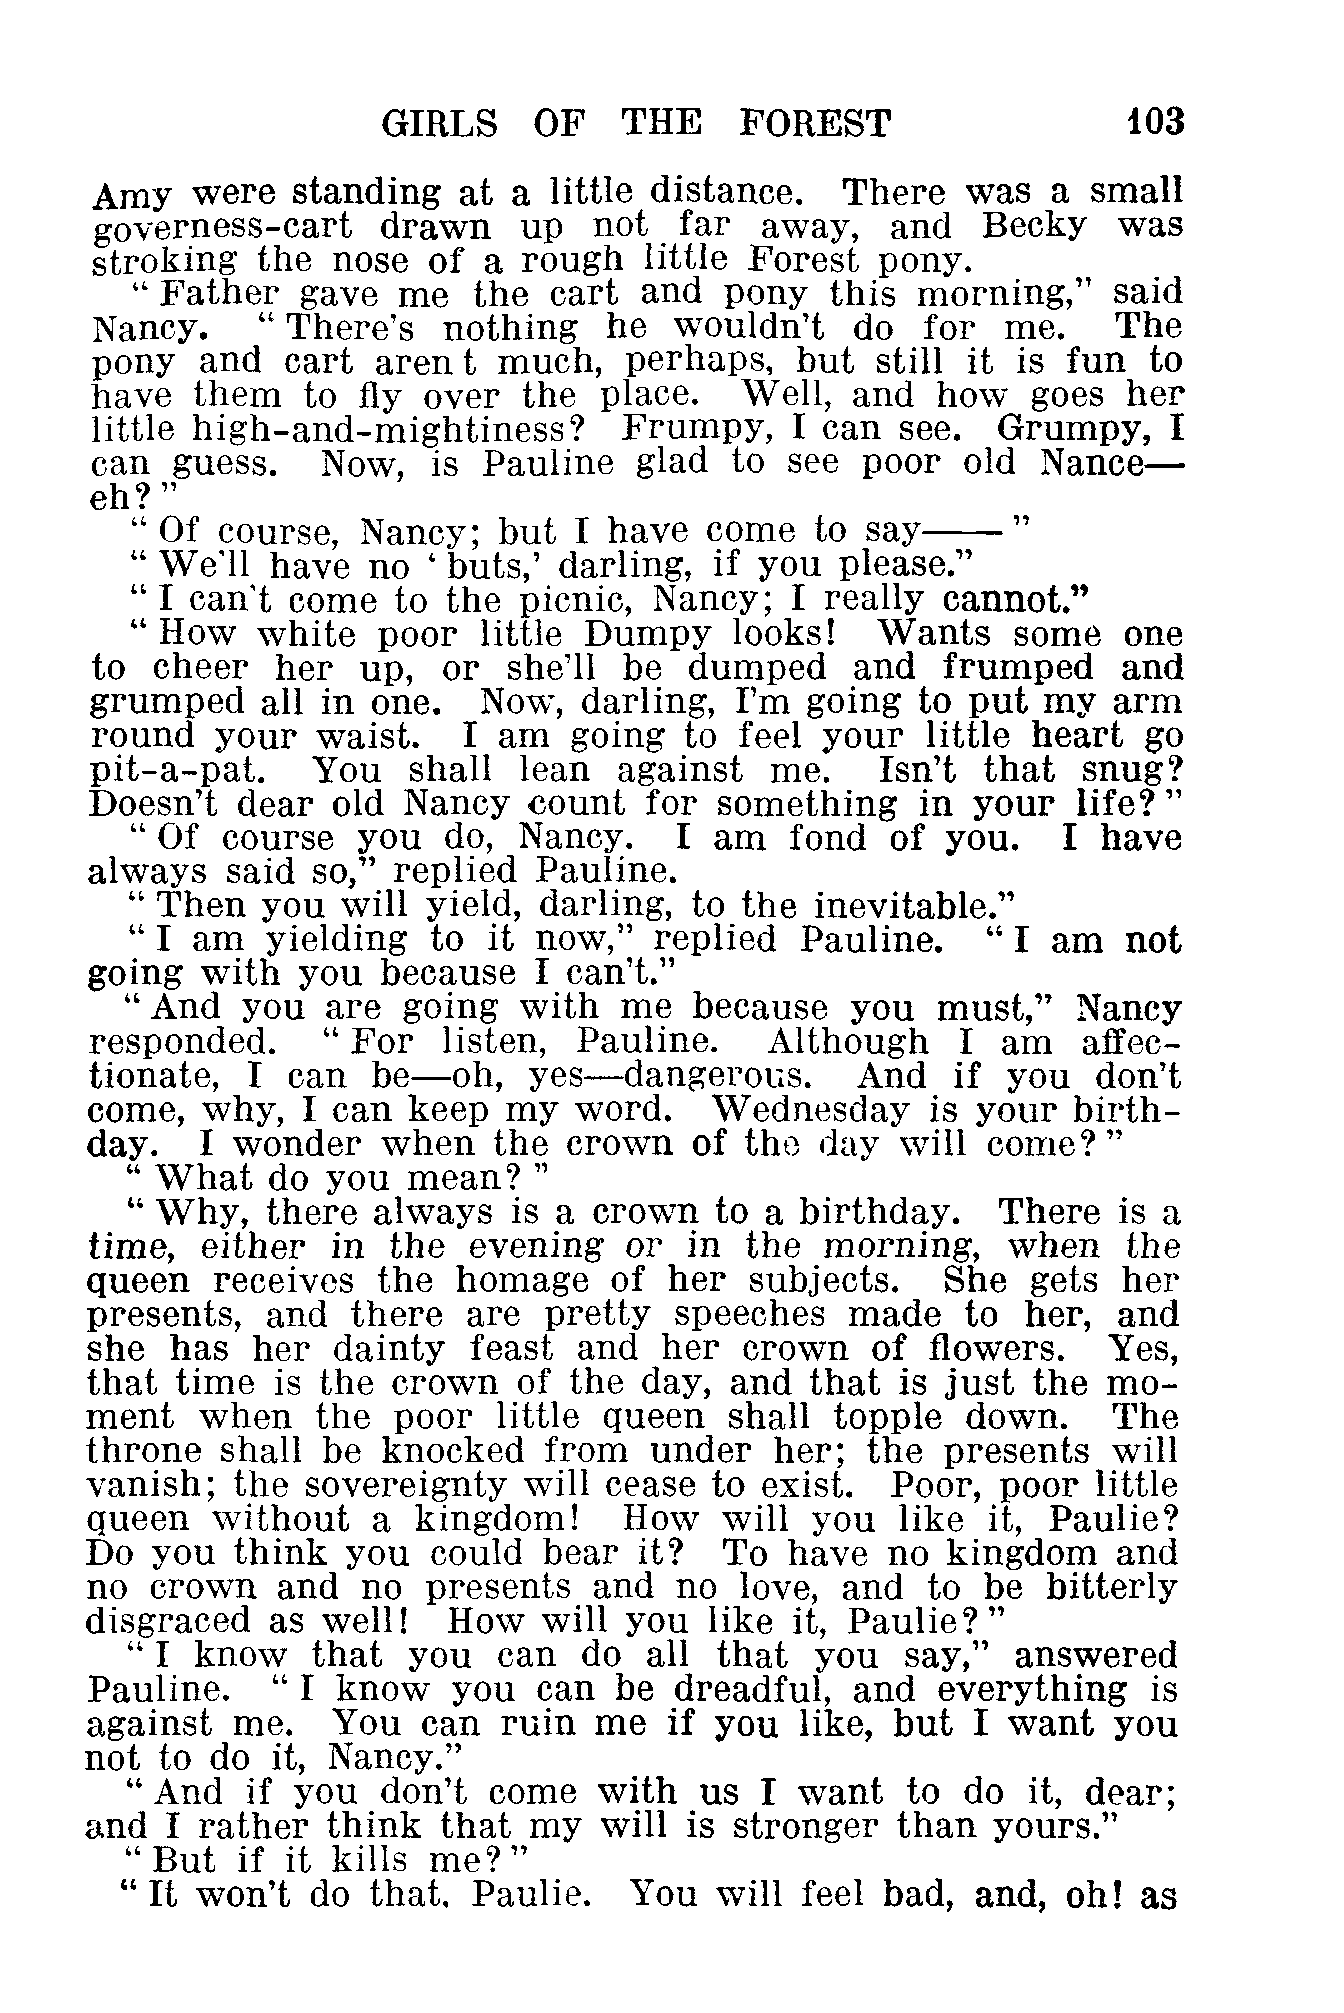 GIRLS OF THE FOREST 103
Amy were standing at a little distance. There was a small
governess-cart drawn up not far away, and Becky was
stroking the nose of a rough little Forest pony.
“ Father gave me the cart and pony this morning,” said
Nancy. “ There's nothing he wouldn't do for me. The
pony and cart aren t much, perhaps, but still it is fun to
have them to fly over the place. Well, and how goes her
little high-and-mightiness? Frumpy, I can see. Grumpy, I
can guess. Now, is Pauline glad to see poor old Nance—
eh? ”
“ Of course, Nancy; but I have come to say—— ”
“ We'll have no ‘ buts,’ darling, if you please.”
“ I can't come to the picnic, Nancy; I really cannot.”
“ How white poor little Dumpy looks! Wants some one
to cheer her up, or she'll be dumped and frumped and
grumped all in one. Now, darling, I'm going to put my arm
round your waist. I am going to feel your little heart go
pit-a-pat. You shall lean against me. Isn't that snug?
Doesn't dear old Nancy count for something in your life? ”
“ Of course you do, Nancy. I am fond of you. I have
always said so,” replied Pauline.
“ Then you will yield, darling, to the inevitable.”
“ I am yielding to it now,” replied Pauline. “ I am not
going with you because I can't.”
“ And you are going with me because you must,” Nancy
responded. “ For listen, Pauline. Although I am affec-
tionate, I can be—oh, yes—dangerous. And if you don't
come, why, I can keep my word. Wednesday is your birth-
day. I wonder when the crown of the day will come? ”
“ What do you mean? ”
“ Why, there always is a crown to a birthday. There is a
time, either in the evening or in the morning, when the
queen receives the homage of her subjects. She gets her
presents, and there are pretty speeches made to her, and
she has her dainty feast and her crown of flowers. Yes,
that time is the crown of the day, and that is just the mo-
ment when the poor little queen shall topple down. The
throne shall be knocked from under her; the presents will
vanish; the sovereignty will cease to exist. Poor, poor little
queen without a kingdom! How will you like it, Paulie?
Do you think you could bear it? To have no kingdom and
no crown and no presents and no love, and to be bitterly
disgraced as well! How will you like it, Paulie? ”
“ I know that you can do all that you say,” answered
Pauline. “ I know you can be dreadful, and everything is
against me. You can ruin me if you like, but I want you
not to do it, Nancy.”
“ And if you don't come with us I want to do it, dear;
and I rather think that my will is stronger than yours.”
“ But if it kills me? ”
“ It won't do that. Paulie. You will feel bad, and, oh! as